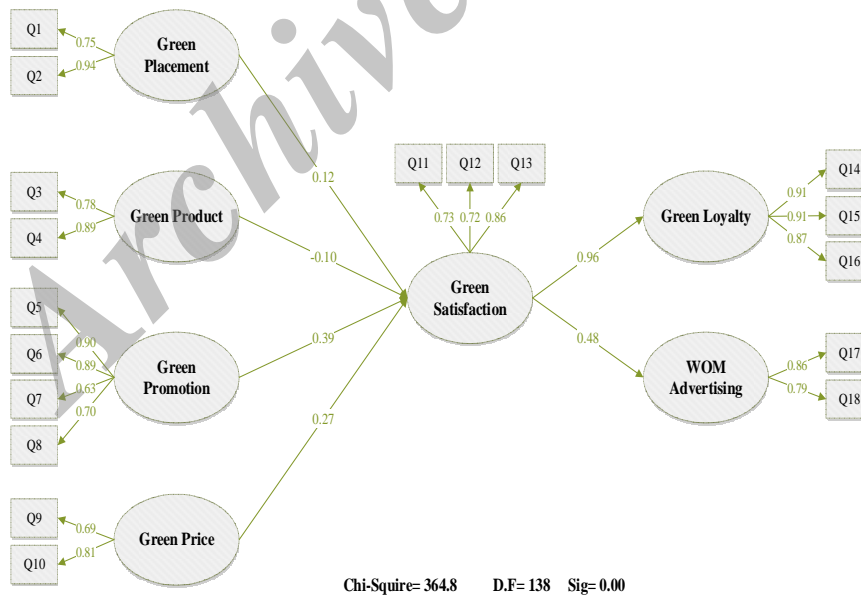 Q1
0.75
Green
Placement
Q2
0.94
0.12
Q11
Q12
Q13
0.73
0.72
0.86
Q3
0.78
Green Product
Q4
0.89
-0.10
Q14
0.91
Green Loyalty
Q15
0.91
Q16
0.87
0.96
Green
Satisfaction
Q5
0.90
Q6
0.89
Green
Promotion
Q7
0.63
Q8
0.70
0.39
0.48
WOM
Advertising
Q17
0.86
Q18
0.79
0.27
Q9
0.69
Green Price
Q10
0.81
Chi-Squire= 364.8 D.F= 138 Sig= 0.00
Archive